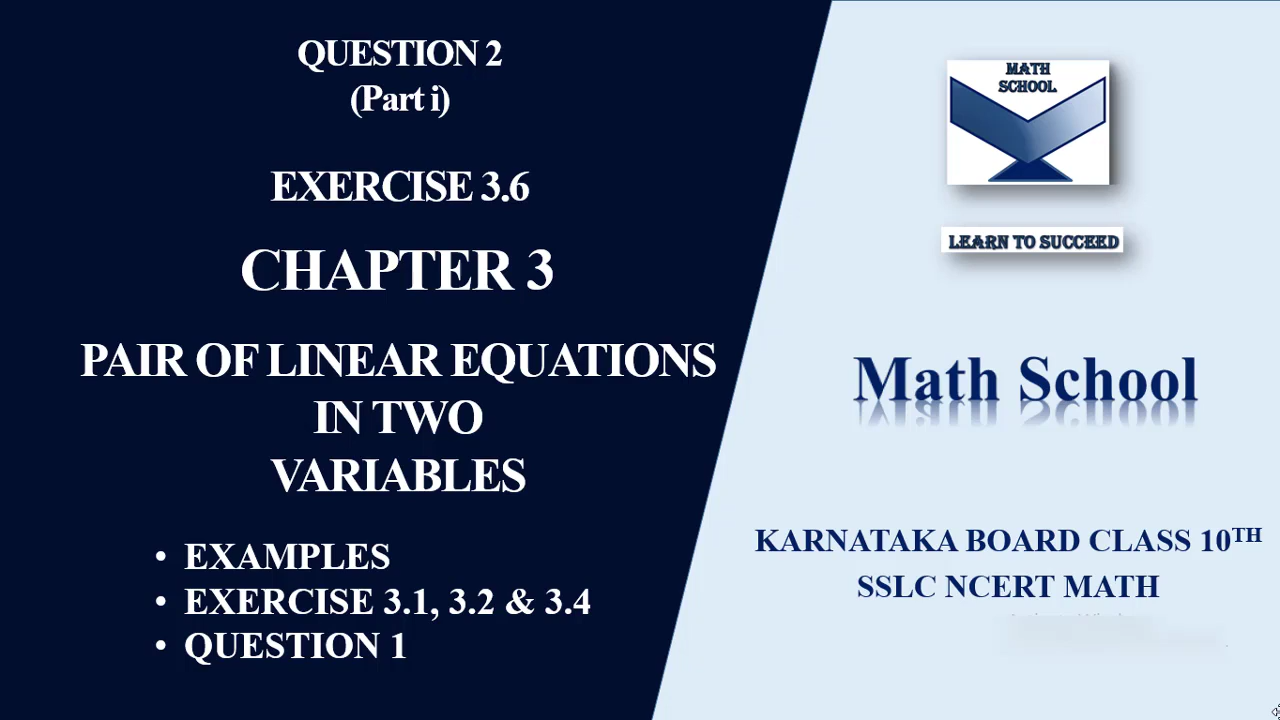 QUESTION 2
(Part i)
EXERCISE 3.6
CHAPTER 3
PAIR OF LINEAR EQUATIONS
IN TWO
VARIABLES
• EXAMPLES
• EXERCISE 3.1, 3.2 & 3.4
• QUESTION 1
MATH
SCHOOL
LEARN TO SUCCEED
Math School
KARNATAKA BOARD CLASS 10TH
SSLC NCERT MATH